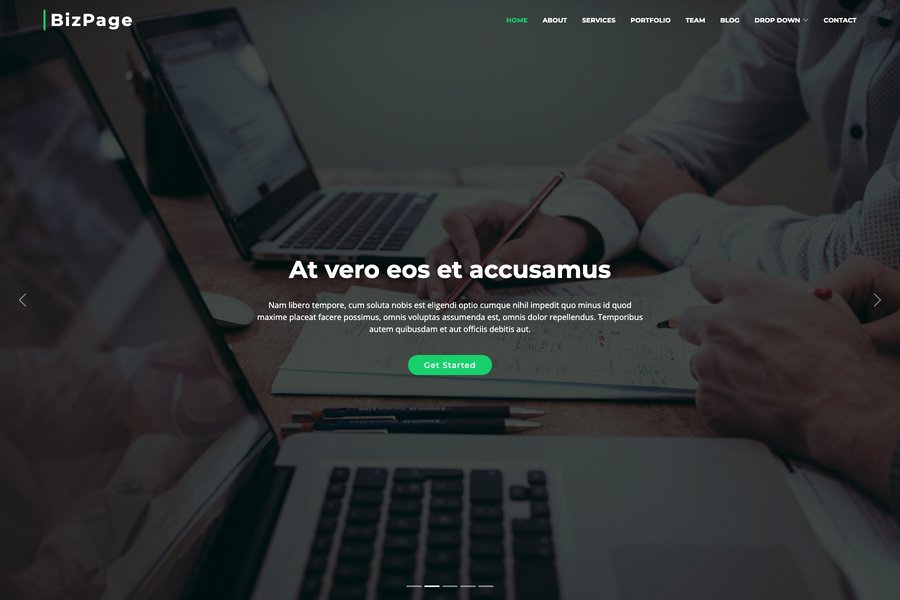 BizPage
HOME ABOUT SERVICES PORTFOLIO TEAM BLOG DROP DOWN CONTACT
At vero eos et accusamus
Nam libero tempore, cum soluta nobis est eligendi optio cumque nihil impedit quo minus id quod
maxime placeat facere possimus, omnis voluptas assumenda est, omnis dolor repellendus. Temporibus
autem quibusdam et aut officiis debitis aut.
Get Started